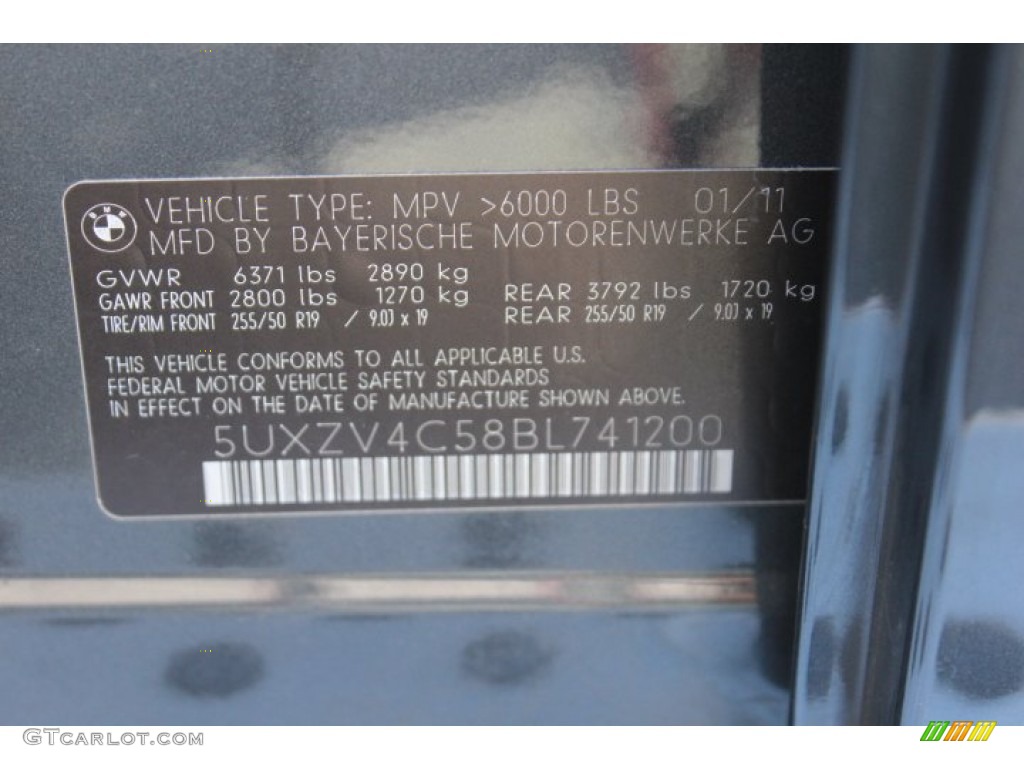 BMW
VEHICLE TYPE: MPV >6000 LBS 01/11
MFD BY BAYERISCHE MOTORENWERKE AG
GVWR 6371 lbs 2890 kg
GAWR FRONT 2800 lbs 1270 kg REAR 3792 lbs 1720 kg
TIRE/RIM FRONT 255/50 R19 / 9.0J x 19 REAR 255/50 R19 / 9.0J x 19
THIS VEHICLE CONFORMS TO ALL APPLICABLE U.S.
FEDERAL MOTOR VEHICLE SAFETY STANDARDS
IN EFFECT ON THE DATE OF MANUFACTURE SHOWN ABOVE.
5UXZV4C58BL741200
GTCARLOT.COM